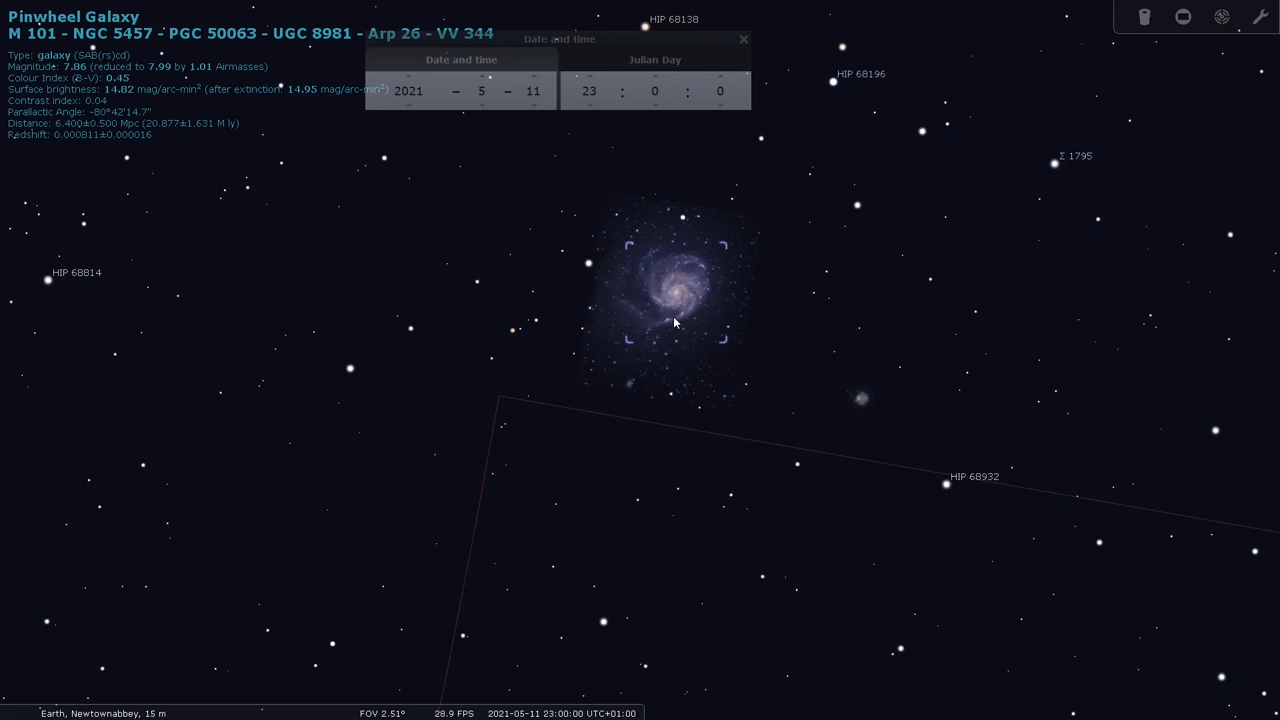 Pinwheel Galaxy
M 101 - NGC 5457 - PGC 50063 - UGC 8981 - Arp 26 - VV 344
Type: galaxy (SAB(rs)cd)
Magnitude: 7.86 (reduced to 7.99 by 1.01 Airmasses)
Colour Index (B-V): 0.45
Surface brightness: 14.82 mag/arc-min² (after extinction: 14.95 mag/arc-min²)
Contrast index: 0.04
Parallactic Angle: -80°42'14.7"
Distance: 6.400±0.500 Mpc (20.877±1.631 M ly)
Redshift: 0.000811±0.000016
Date and time
Date and time
Julian Day
2021 - 5 - 11
23 : 0 : 0
HIP 68138
HIP 68196
Σ 1795
HIP 68814
HIP 68932
Earth, Newtownabbey, 15 m
FOV 2.51°
28.9 FPS
2021-05-11 23:00:00 UTC+01:00